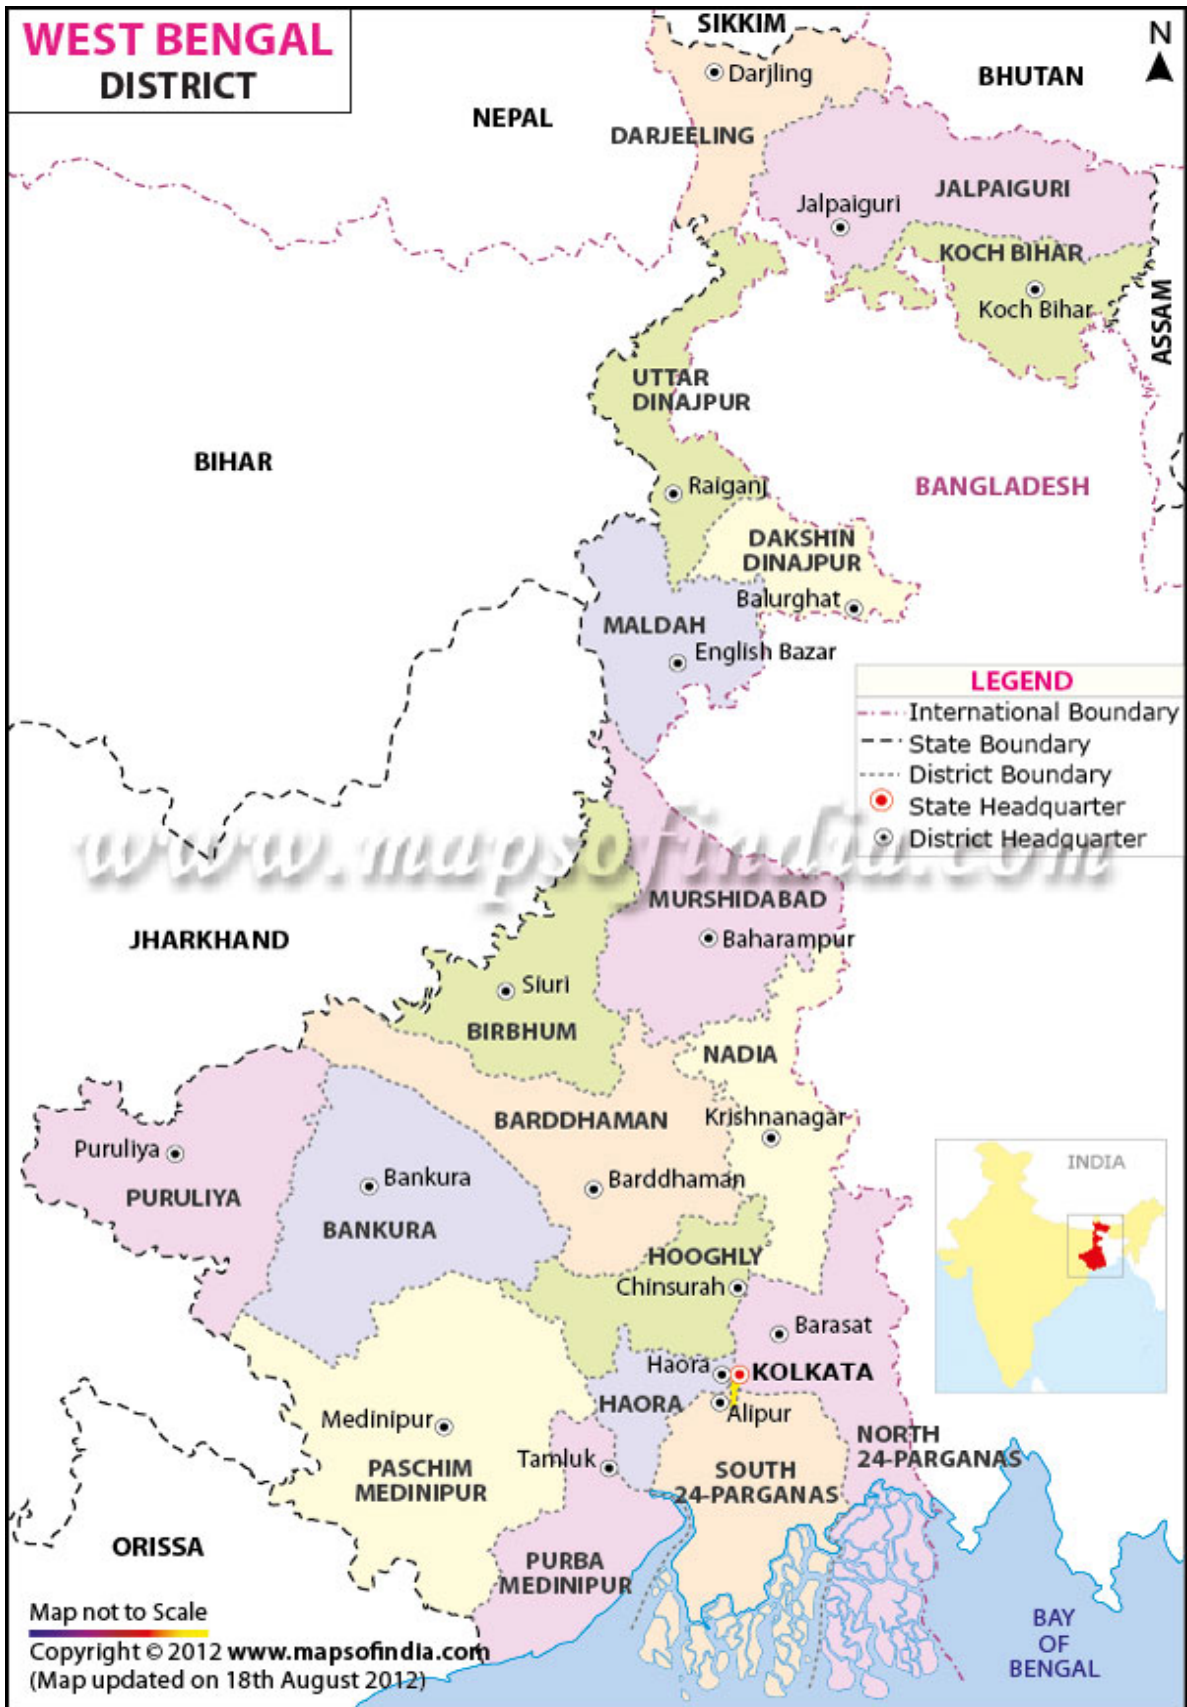 WEST BENGAL
DISTRICT
SIKKIM
N
Darjling
BHUTAN
NEPAL
DARJEELING
JALPAIGURI
Jalpaiguri
KOCH BIHAR
Koch Bihar
ASSAM
UTTAR
DINAJPUR
BIHAR
Raiganj
BANGLADESH
DAKSHIN
DINAJPUR
Balurghat
MALDAH
English Bazar
LEGEND
International Boundary
State Boundary
District Boundary
State Headquarter
District Headquarter
www.mapsofindia.com
MURSHIDABAD
Baharampur
JHARKHAND
Siuri
BIRBHUM
NADIA
BARDDHAMAN
Krishnanagar
Puruliya
PURULIYA
Bankura
BANKURA
Barddhaman
INDIA
HOOGHLY
Chinsurah
Barasat
Haora
KOLKATA
HAORA
Alipur
Medinipur
Tamluk
NORTH
24-PARGANAS
PASCHIM
MEDINIPUR
SOUTH
24-PARGANAS
ORISSA
PURBA
MEDINIPUR
BAY
OF
BENGAL
Map not to Scale
Copyright © 2012 www.mapsofindia.com
(Map updated on 18th August 2012)